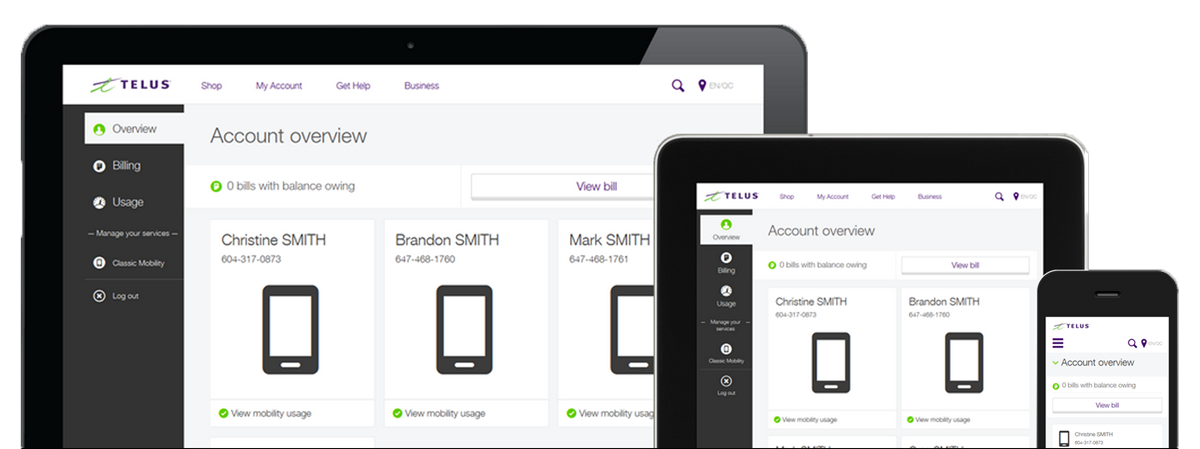 TELUS
Shop My Account Get Help Business EN/QC
Overview
Billing
Usage
— Manage your services —
Classic Mobility
Log out
Account overview
0 bills with balance owing
View bill
Christine SMITH
604-317-0873
View mobility usage
Brandon SMITH
647-468-1760
View mobility usage
Mark SMITH
647-468-1761
View mobility usage
TELUS
Shop My Account Get Help Business EN/QC
Overview
Billing
Usage
— Manage your —
services
Classic Mobility
Log out
Account overview
0 bills with balance owing
View bill
Christine SMITH
604-317-0873
View mobility usage
Brandon SMITH
647-468-1760
View mobility usage
TELUS
EN/QC
Account overview
0 bills with balance owing
View bill
Christine SMITH
604-317-0873